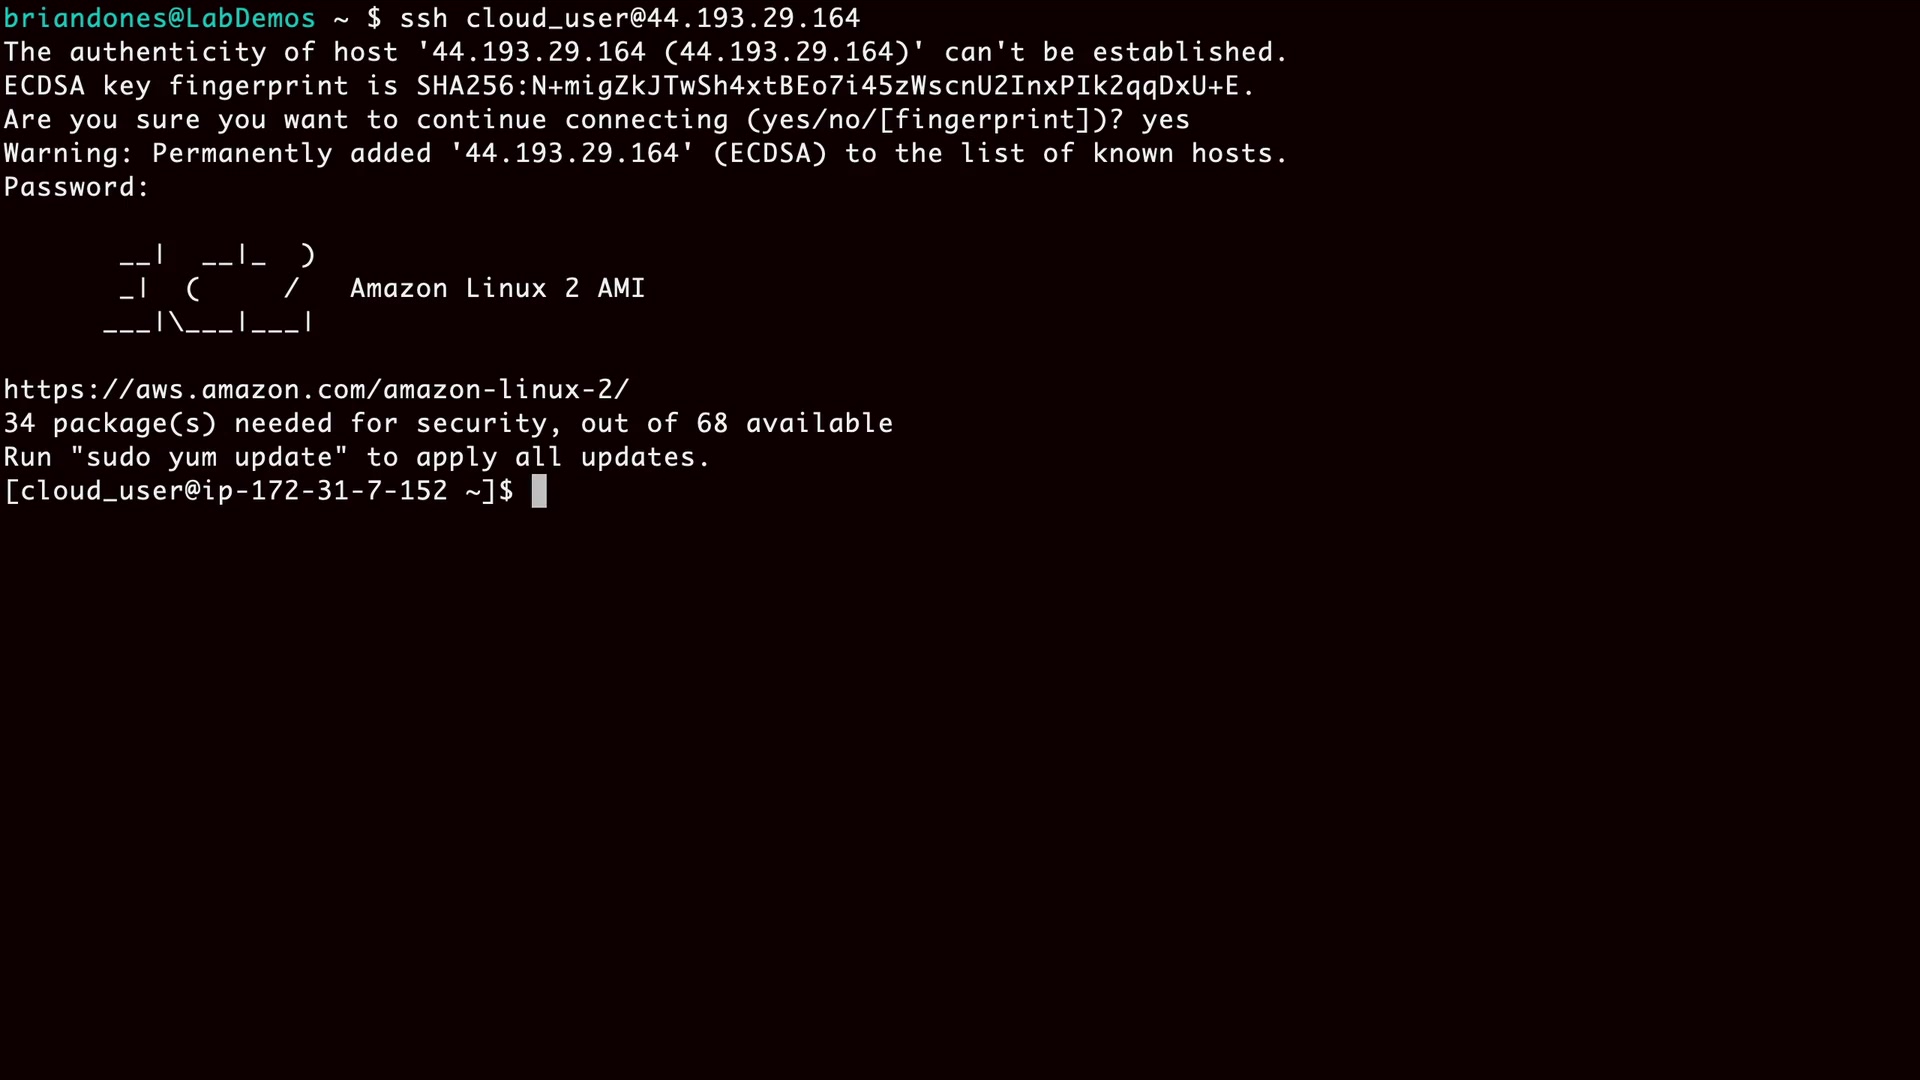 briandones@LabDemos ~ $ ssh cloud_user@44.193.29.164
The authenticity of host '44.193.29.164 (44.193.29.164)' can't be established.
ECDSA key fingerprint is SHA256:N+migZkJTwSh4xtBEo7i45zWscnU2InxPIk2qqDxU+E.
Are you sure you want to continue connecting (yes/no/[fingerprint])? yes
Warning: Permanently added '44.193.29.164' (ECDSA) to the list of known hosts.
Password:

       __|  __|_  )
       _|  (     /   Amazon Linux 2 AMI
      ___|\___|___|

https://aws.amazon.com/amazon-linux-2/
34 package(s) needed for security, out of 68 available
Run "sudo yum update" to apply all updates.
[cloud_user@ip-172-31-7-152 ~]$